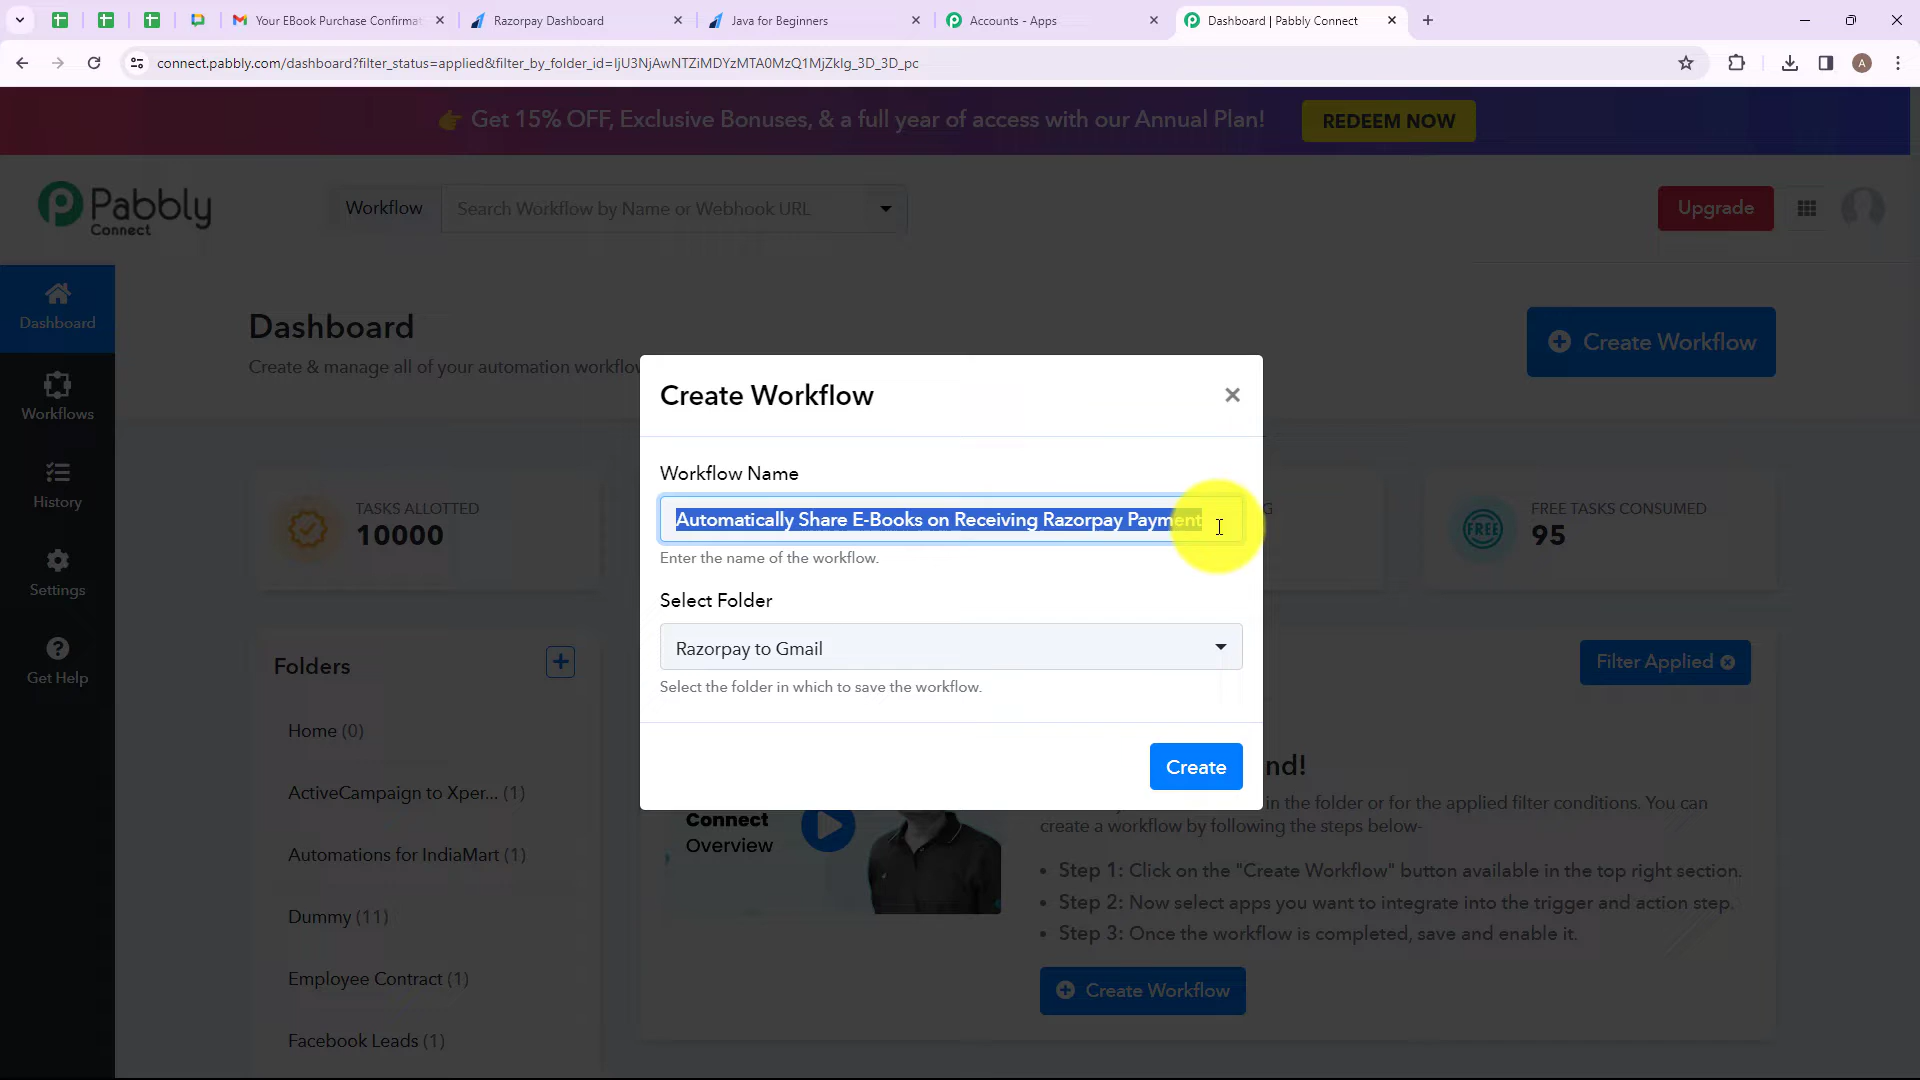 Your EBook Purchase Confirmat
Razorpay Dashboard
Java for Beginners
Accounts - Apps
Dashboard | Pabbly Connect
connect.pabbly.com/dashboard?filter_status=applied&filter_by_folder_id=IjU3NjAwNTZiMDYzMTA0MzQ1MjZkIg_3D_3D_pc
A
👉 Get 15% OFF, Exclusive Bonuses, & a full year of access with our Annual Plan!
REDEEM NOW
Pabbly
Connect
Workflow
Search Workflow by Name or Webhook URL
Upgrade
Dashboard
Workflows
History
Settings
Get Help
Dashboard
Create & manage all of your automation workflow
Create Workflow
TASKS ALLOTTED
10000
G
FREE
FREE TASKS CONSUMED
95
Create Workflow
×
Workflow Name
Automatically Share E-Books on Receiving Razorpay Payment
Enter the name of the workflow.
Select Folder
Razorpay to Gmail
Select the folder in which to save the workflow.
Create
Folders
Home (0)
ActiveCampaign to Xper... (1)
Automations for IndiaMart (1)
Dummy (11)
Employee Contract (1)
Facebook Leads (1)
Filter Applied
Connect
Overview
nd!
in the folder or for the applied filter conditions. You can
create a workflow by following the steps below-
• Step 1: Click on the "Create Workflow" button available in the top right section.
• Step 2: Now select apps you want to integrate into the trigger and action step.
• Step 3: Once the workflow is completed, save and enable it.
Create Workflow